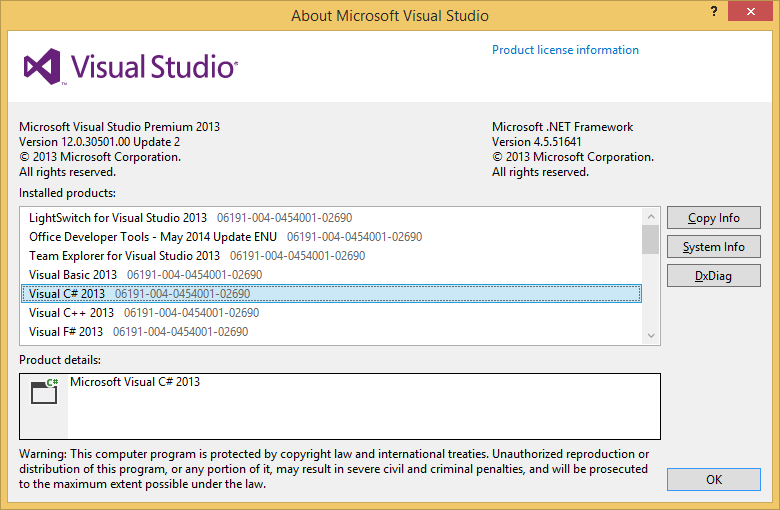 About Microsoft Visual Studio
?
Visual Studio
Product license information
Microsoft Visual Studio Premium 2013
Version 12.0.30501.00 Update 2
© 2013 Microsoft Corporation.
All rights reserved.
Microsoft .NET Framework
Version 4.5.51641
© 2013 Microsoft Corporation.
All rights reserved.
Installed products:
LightSwitch for Visual Studio 2013 06191-004-0454001-02690
Office Developer Tools - May 2014 Update ENU 06191-004-0454001-02690
Team Explorer for Visual Studio 2013 06191-004-0454001-02690
Visual Basic 2013 06191-004-0454001-02690
Visual C# 2013 06191-004-0454001-02690
Visual C++ 2013 06191-004-0454001-02690
Visual F# 2013 06191-004-0454001-02690
Copy Info
System Info
DxDiag
Product details:
C#
Microsoft Visual C# 2013
Warning: This computer program is protected by copyright law and international treaties. Unauthorized reproduction or
distribution of this program, or any portion of it, may result in severe civil and criminal penalties, and will be prosecuted
to the maximum extent possible under the law.
OK